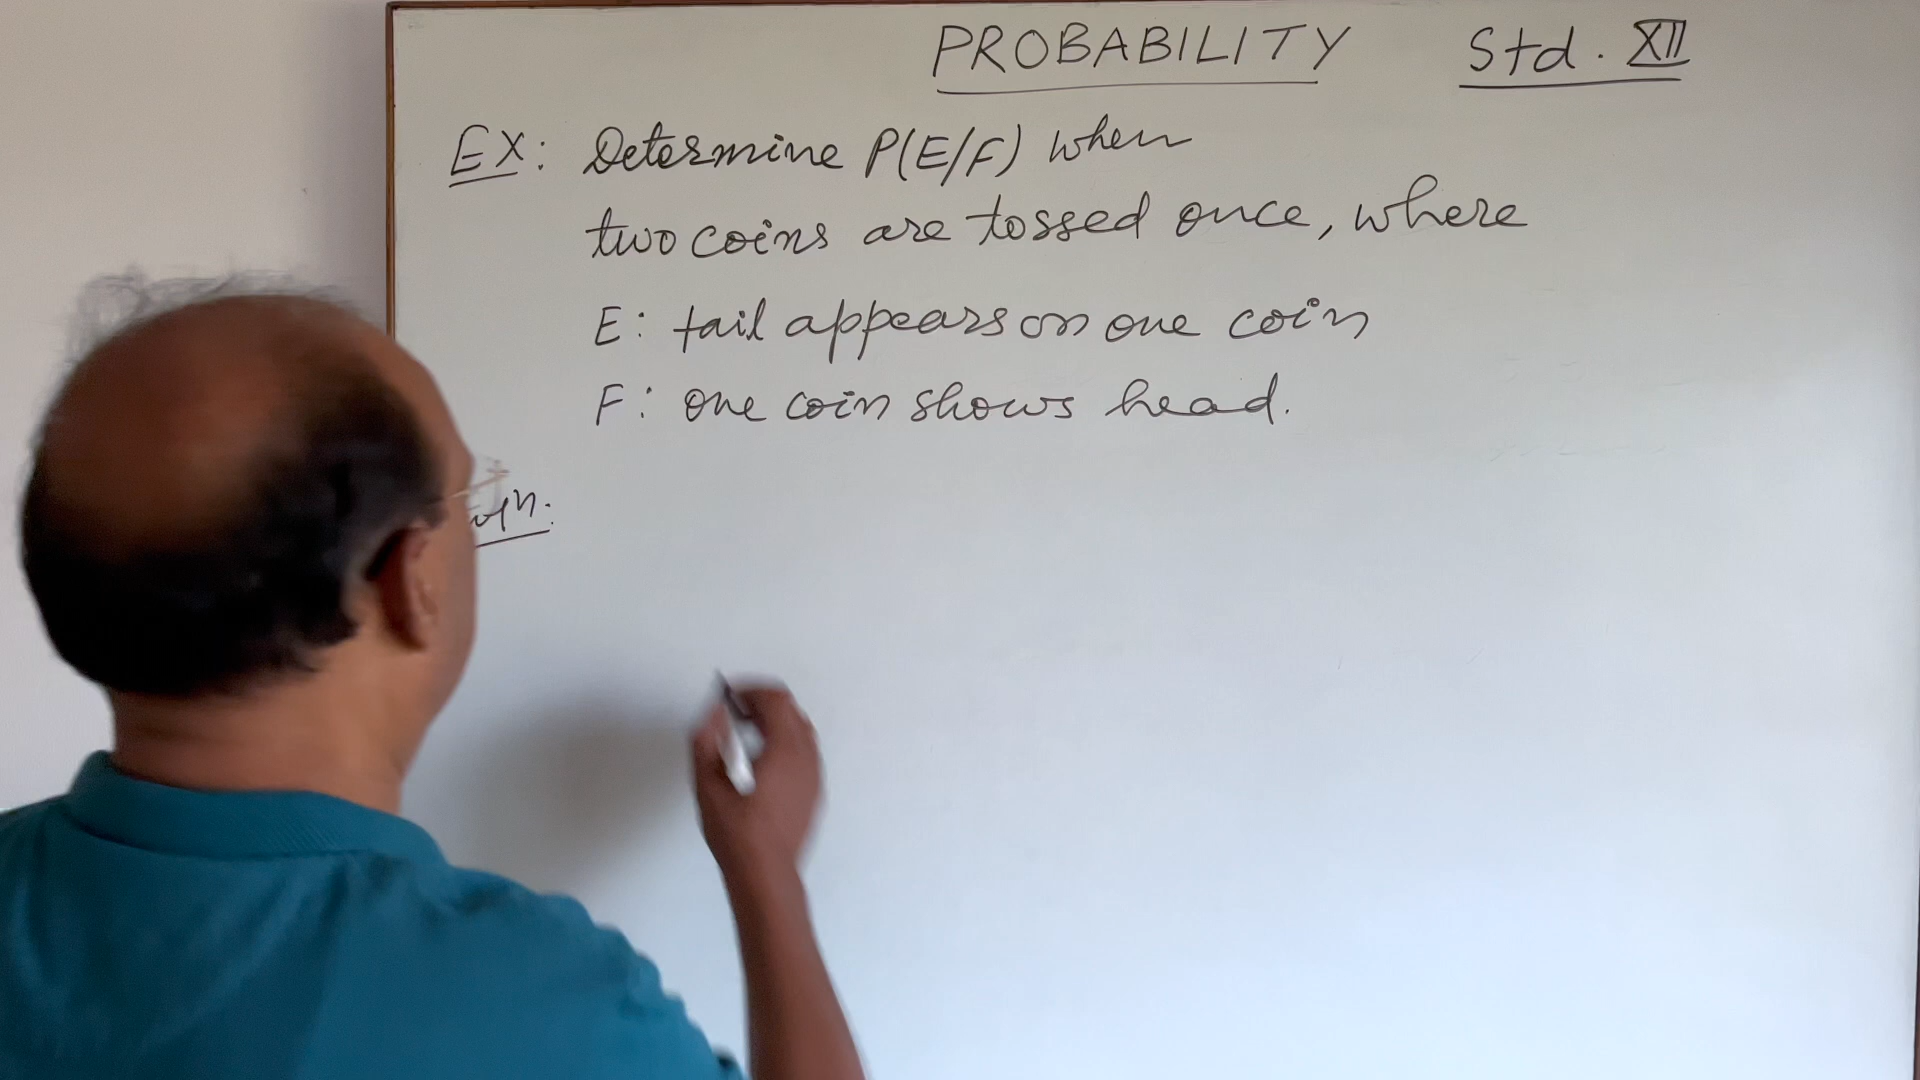 PROBABILITY Std. XII
EX: Determine P(E/F) when
two coins are tossed once, where
E: tail appears on one coin
F: one coin shows head.